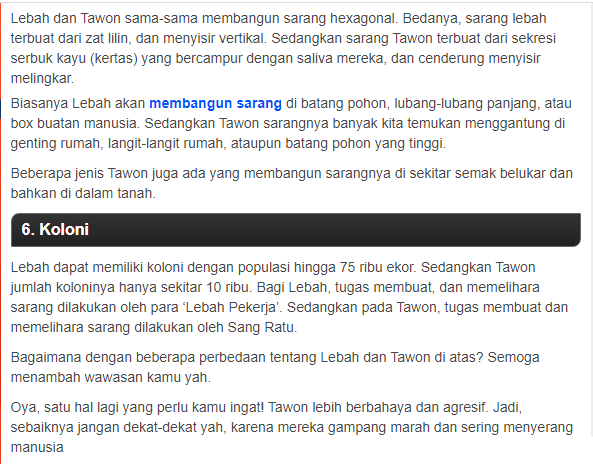 Lebah dan Tawon sama-sama membangun sarang hexagonal. Bedanya, sarang lebah
terbuat dari zat lilin, dan menyisir vertikal. Sedangkan sarang Tawon terbuat dari sekresi
serbuk kayu (kertas) yang bercampur dengan saliva mereka, dan cenderung menyisir
melingkar.
Biasanya Lebah akan membangun sarang di batang pohon, lubang-lubang panjang, atau
box buatan manusia. Sedangkan Tawon sarangnya banyak kita temukan menggantung di
genting rumah, langit-langit rumah, ataupun batang pohon yang tinggi.
Beberapa jenis Tawon juga ada yang membangun sarangnya di sekitar semak belukar dan
bahkan di dalam tanah.
6. Koloni
Lebah dapat memiliki koloni dengan populasi hingga 75 ribu ekor. Sedangkan Tawon
jumlah koloninya hanya sekitar 10 ribu. Bagi Lebah, tugas membuat, dan memelihara
sarang dilakukan oleh para ‘Lebah Pekerja’. Sedangkan pada Tawon, tugas membuat dan
memelihara sarang dilakukan oleh Sang Ratu.
Bagaimana dengan beberapa perbedaan tentang Lebah dan Tawon di atas? Semoga
menambah wawasan kamu yah.
Oya, satu hal lagi yang perlu kamu ingat! Tawon lebih berbahaya dan agresif. Jadi,
sebaiknya jangan dekat-dekat yah, karena mereka gampang marah dan sering menyerang
manusia